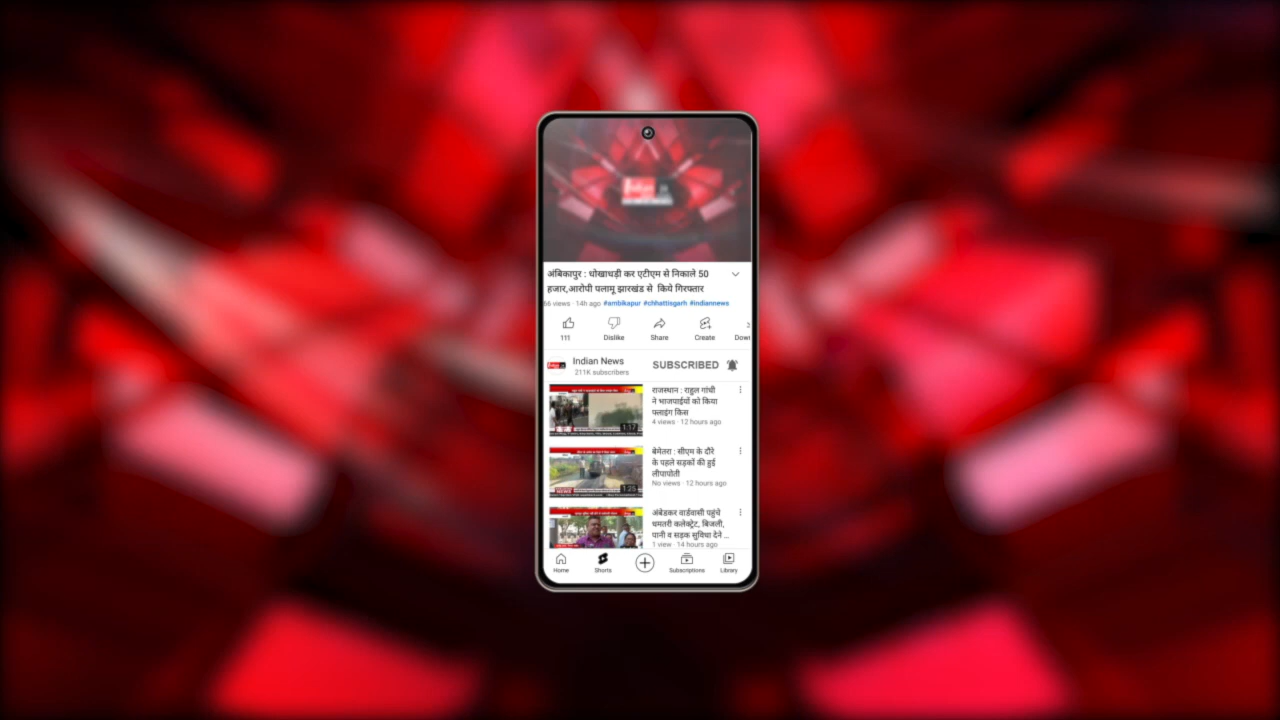 अंबिकापुर : धोखाधड़ी कर एटीएम से निकाले 50
हजार,आरोपी पलामू झारखंड से किये गिरफ्तार
66 views · 14h ago #ambikapur #chhattisgarh #indiannews
111
Dislike
Share
Create
Down
Indian News
211K subscribers
SUBSCRIBED
राजस्थान : राहुल गांधी
ने भाजपाईयों को किया
फ्लाइंग किस
4 views · 12 hours ago
1:17
बेमेतरा : सीएम के दौरे
के पहले सड़कों की हुई
लीपापोती
No views · 12 hours ago
1:25
अंबेडकर वार्डवासी पहुंचे
धमतरी कलेक्ट्रेट, बिजली,
पानी व सड़क सुविधा देने ...
1 view · 14 hours ago
Home
Shorts
Subscriptions
Library